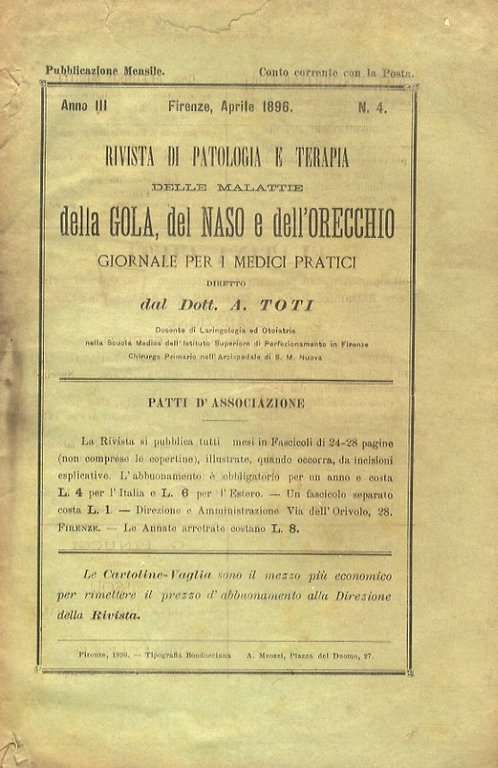 Pubblicazione Mensile. Conto corrente con la Posta.
Anno III Firenze, Aprile 1896. N. 4.
RIVISTA DI PATOLOGIA E TERAPIA
DELLE MALATTIE
della GOLA, del NASO e dell'ORECCHIO
GIORNALE PER I MEDICI PRATICI
DIRETTO
dal Dott. A. TOTI
Docente di Laringologia ed Otoiatria
nella Scuola Medica dell'Istituto Superiore di Perfezionamento in Firenze
Chirurgo Primario nell'Arcispedale di S. M. Nuova
PATTI D'ASSOCIAZIONE
La Rivista si pubblica tutti mesi in Fascicoli di 24-28 pagine
(non comprese le copertine), illustrate, quando occorra, da incisioni
esplicative. L'abbuonamento è obbligatorio per un anno e costa
L. 4 per l'Italia e L. 6 per l'Estero. — Un fascicolo separato
costa L. 1. — Direzione e Amministrazione Via dell'Orivolo, 28.
FIRENZE. — Le Annate arretrate costano L. 8.
Le Cartoline-Vaglia sono il mezzo più economico
per rimettere il prezzo d'abbuonamento alla Direzione
della Rivista.
Firenze, 1896. — Tipografia Bonducciana A. Meozzi, Piazza del Duomo, 27.